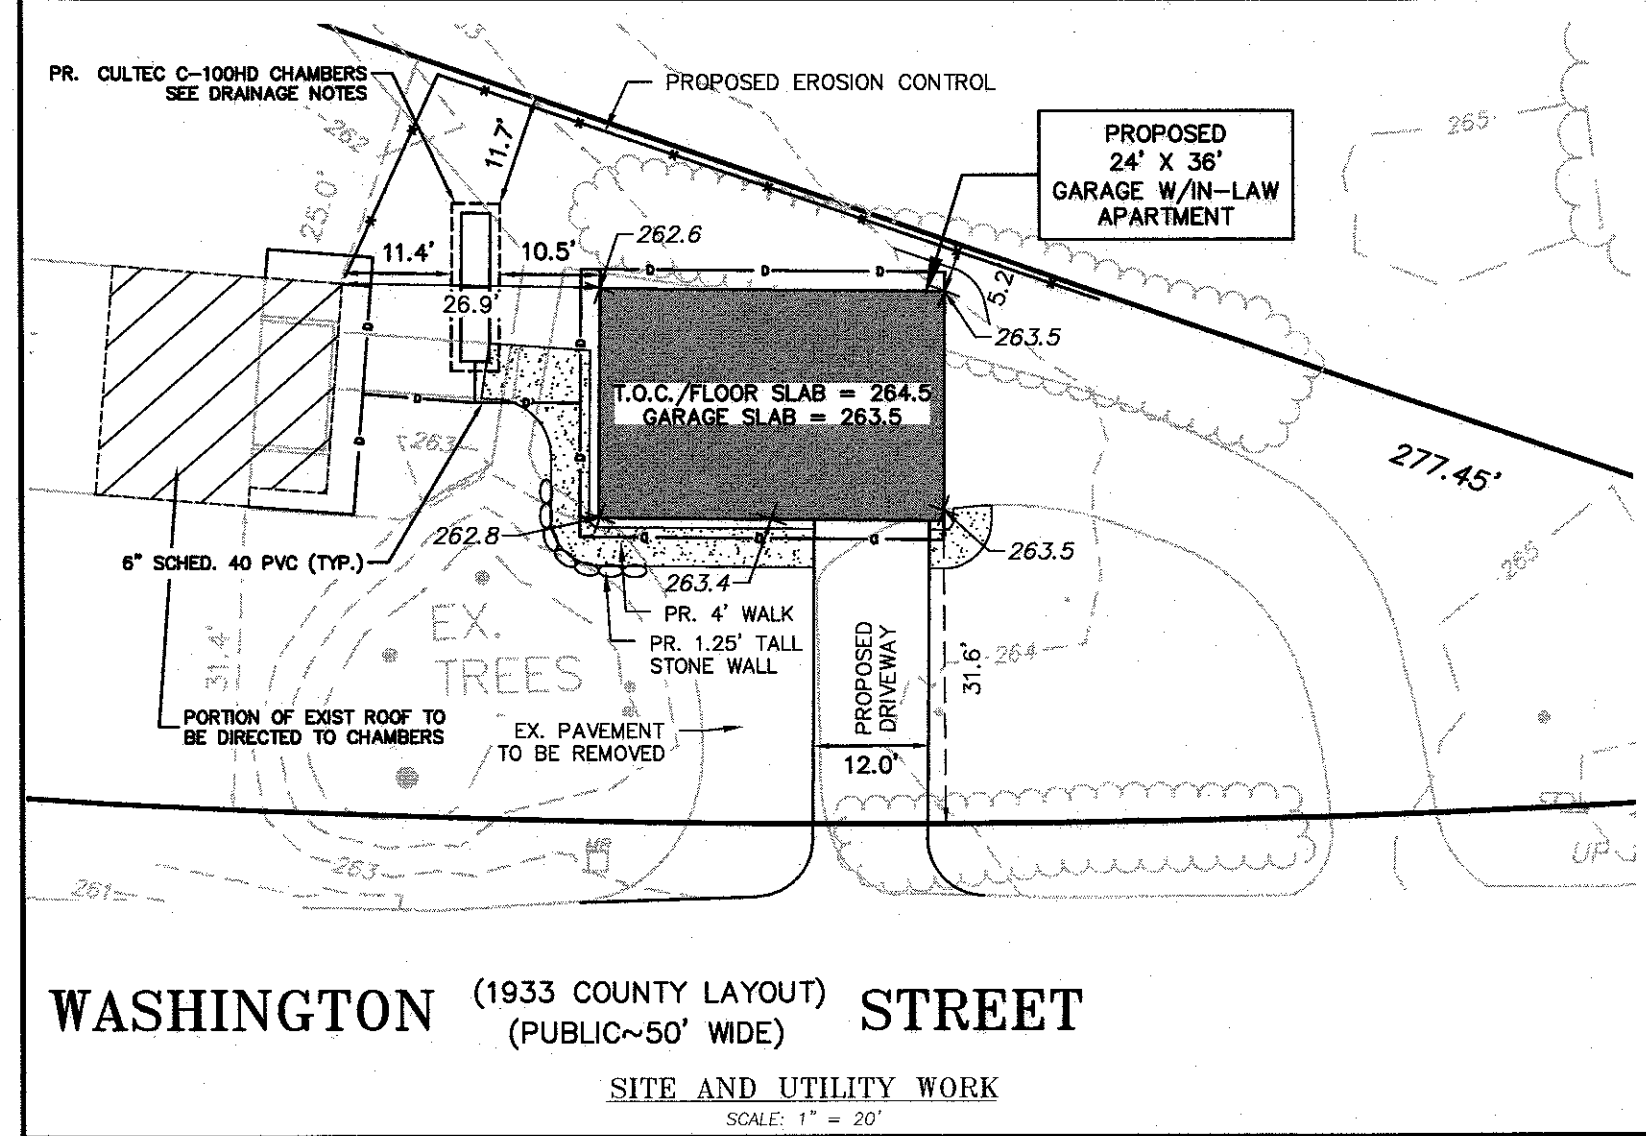 PR. CULTEC C-100HD CHAMBERS
SEE DRAINAGE NOTES
PROPOSED EROSION CONTROL
PROPOSED
24' X 36'
GARAGE W/IN-LAW
APARTMENT
265
262
11.7'
25.0'
11.4'
10.5'
262.6
26.9'
5.2'
263.5
D
D
D
D
D
D
D
D
D
T.O.C./FLOOR SLAB = 264.5
GARAGE SLAB = 263.5
263
277.45'
262.8
263.5
6" SCHED. 40 PVC (TYP.)
263.4
265
PR. 4' WALK
PR. 1.25' TALL
STONE WALL
EX.
TREES
31.4'
264
31.6'
PROPOSED
DRIVEWAY
PORTION OF EXIST ROOF TO
BE DIRECTED TO CHAMBERS
EX. PAVEMENT
TO BE REMOVED
12.0'
263
261
UP
WASHINGTON (1933 COUNTY LAYOUT) STREET
(PUBLIC~50' WIDE)
SITE AND UTILITY WORK
SCALE: 1" = 20'